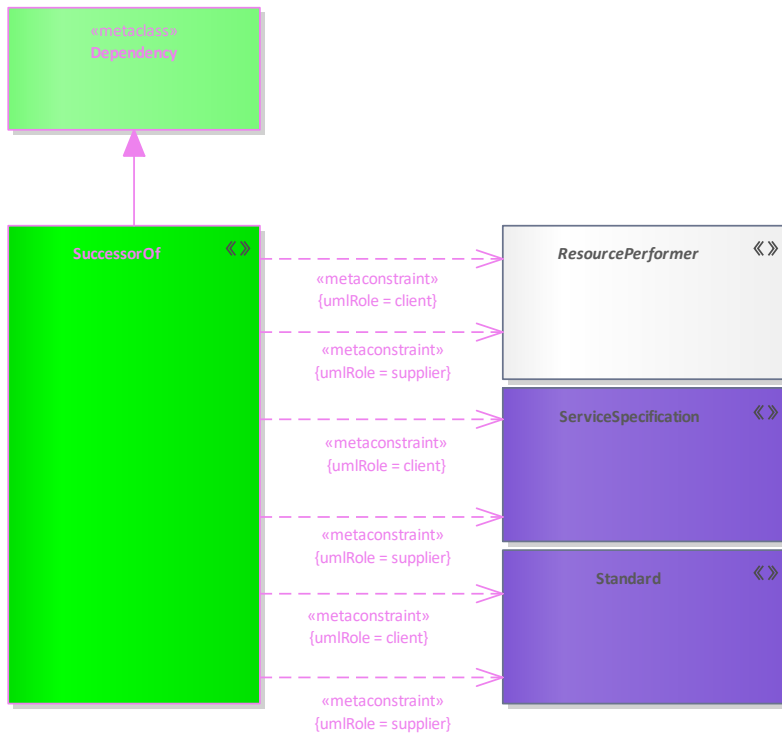 «metaclass»
Dependency
SuccessorOf
«metaconstraint»
{umlRole = client}
«metaconstraint»
{umlRole = supplier}
«metaconstraint»
{umlRole = client}
«metaconstraint»
{umlRole = supplier}
«metaconstraint»
{umlRole = client}
«metaconstraint»
{umlRole = supplier}
ResourcePerformer
ServiceSpecification
Standard